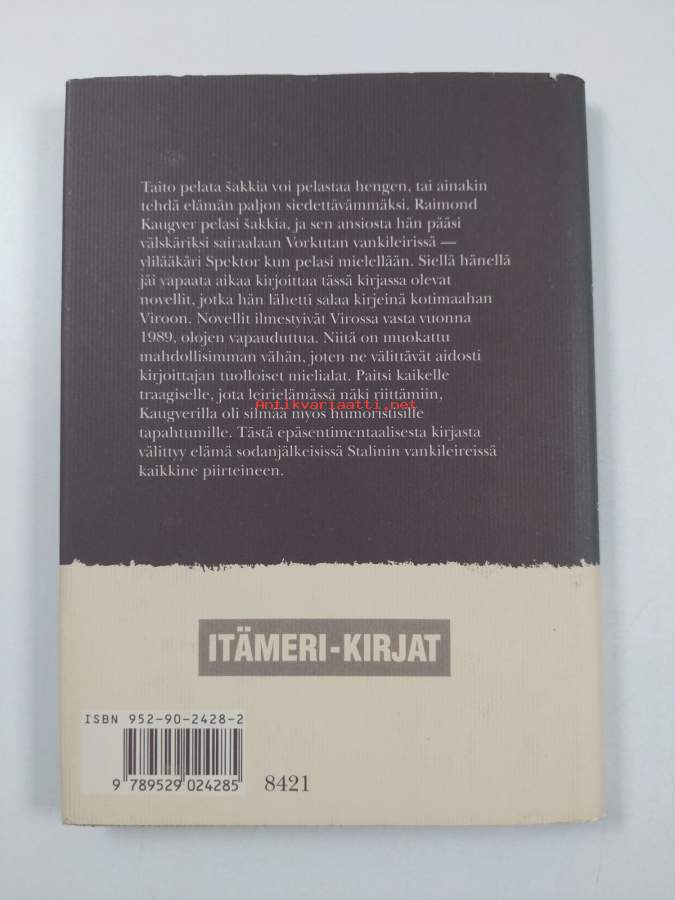 Taito pelata šakkia voi pelastaa hengen, tai ainakin
tehdä elämän paljon siedettävämmäksi. Raimond
Kaugver pelasi šakkia, ja sen ansiosta hän pääsi
välskäriksi sairaalaan Vorkutan vankileirissä —
ylilääkäri Spektor kun pelasi mielellään. Siellä hänellä
jäi vapaata aikaa kirjoittaa tässä kirjassa olevat
novellit, jotka hän lähetti salaa kirjeinä kotimaahan
Viroon. Novellit ilmestyivät Virossa vasta vuonna
1989, olojen vapauduttua. Niitä on muokattu
mahdollisimman vähän, joten ne välittävät aidosti
kirjoittajan tuolloiset mielialat. Paitsi kaikelle
traagiselle, jota leirielämässä näki riittämiin,
Antikvariaatti.net
Kaugverilla oli silmää myös humoristisille
tapahtumille. Tästä epäsentimentaalisesta kirjasta
välittyy elämä sodanjälkeisissä Stalinin vankileireissä
kaikkine piirteineen.
ITÄMERI-KIRJAT
ISBN 952-90-2428-2
9 789529 024285
8421